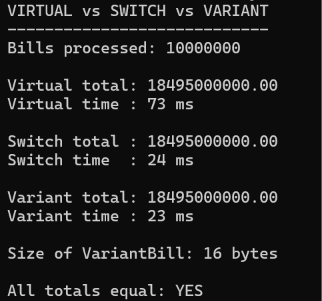 VIRTUAL vs SWITCH vs VARIANT
----------------------------
Bills processed: 10000000
Virtual total: 18495000000.00
Virtual time : 73 ms
Switch total : 18495000000.00
Switch time  : 24 ms
Variant total: 18495000000.00
Variant time : 23 ms
Size of VariantBill: 16 bytes
All totals equal: YES